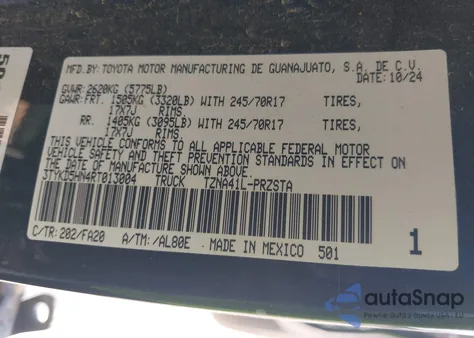 MFD.BY:TOYOTA MOTOR MANUFACTURING DE GUANAJUATO, S.A. DE C.V.
DATE:10/24
GVWR:2620KG (5775LB)
GAWR:FRT. 1505KG (3320LB) WITH 245/70R17 TIRES,
17X7J RIMS.
RR. 1405KG (3095LB) WITH 245/70R17 TIRES,
17X7J RIMS.
THIS VEHICLE CONFORMS TO ALL APPLICABLE FEDERAL MOTOR
VEHICLE SAFETY AND THEFT PREVENTION STANDARDS IN EFFECT ON
THE DATE OF MANUFACTURE SHOWN ABOVE.
3TYKD5HN4RT013004 TRUCK TZNA41L-PRZSTA
C/TR:202/FA20 A/TM:/AL80E MADE IN MEXICO 501
1
autoSnap